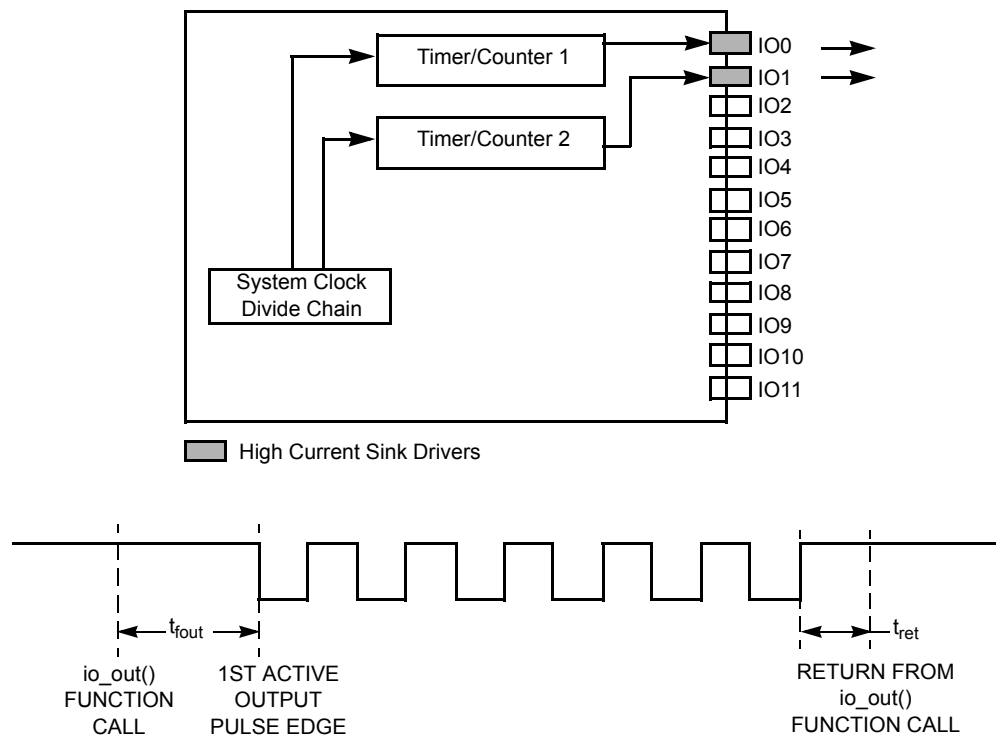 Timer/Counter 1
Timer/Counter 2
System Clock
Divide Chain
IO0
IO1
IO2
IO3
IO4
IO5
IO6
IO7
IO8
IO9
IO10
IO11
High Current Sink Drivers
tfout
tret
io_out()
FUNCTION
CALL
1ST ACTIVE
OUTPUT
PULSE EDGE
RETURN FROM
io_out()
FUNCTION CALL